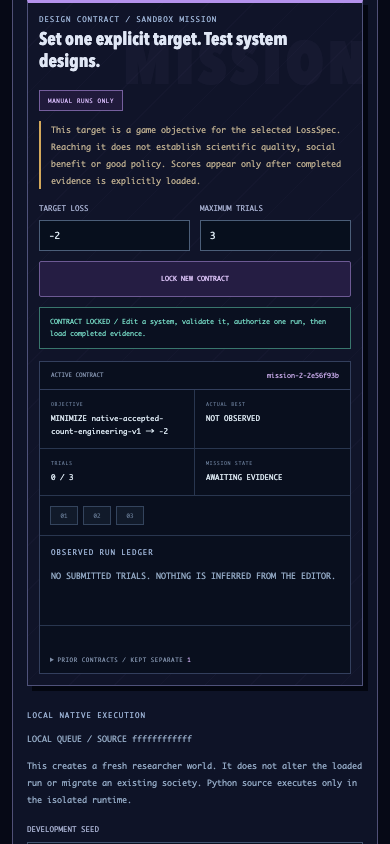 DESIGN CONTRACT / SANDBOX MISSION
MISSION
Set one explicit target. Test system
designs.
MANUAL RUNS ONLY
This target is a game objective for the selected LossSpec.
Reaching it does not establish scientific quality, social
benefit or good policy. Scores appear only after completed
evidence is explicitly loaded.
TARGET LOSS
MAXIMUM TRIALS
-2
3
LOCK NEW CONTRACT
CONTRACT LOCKED / Edit a system, validate it, authorize one run, then
load completed evidence.
ACTIVE CONTRACT
mission-2-2e56f93b
OBJECTIVE
MINIMIZE native-accepted-
count-engineering-v1 → -2
ACTUAL BEST
NOT OBSERVED
TRIALS
0 / 3
MISSION STATE
AWAITING EVIDENCE
01
02
03
OBSERVED RUN LEDGER
NO SUBMITTED TRIALS. NOTHING IS INFERRED FROM THE EDITOR.
▶ PRIOR CONTRACTS / KEPT SEPARATE 1
LOCAL NATIVE EXECUTION
LOCAL QUEUE / SOURCE ffffffffffff
This creates a fresh researcher world. It does not alter the loaded
run or migrate an existing society. Python source executes only in
the isolated runtime.
DEVELOPMENT SEED